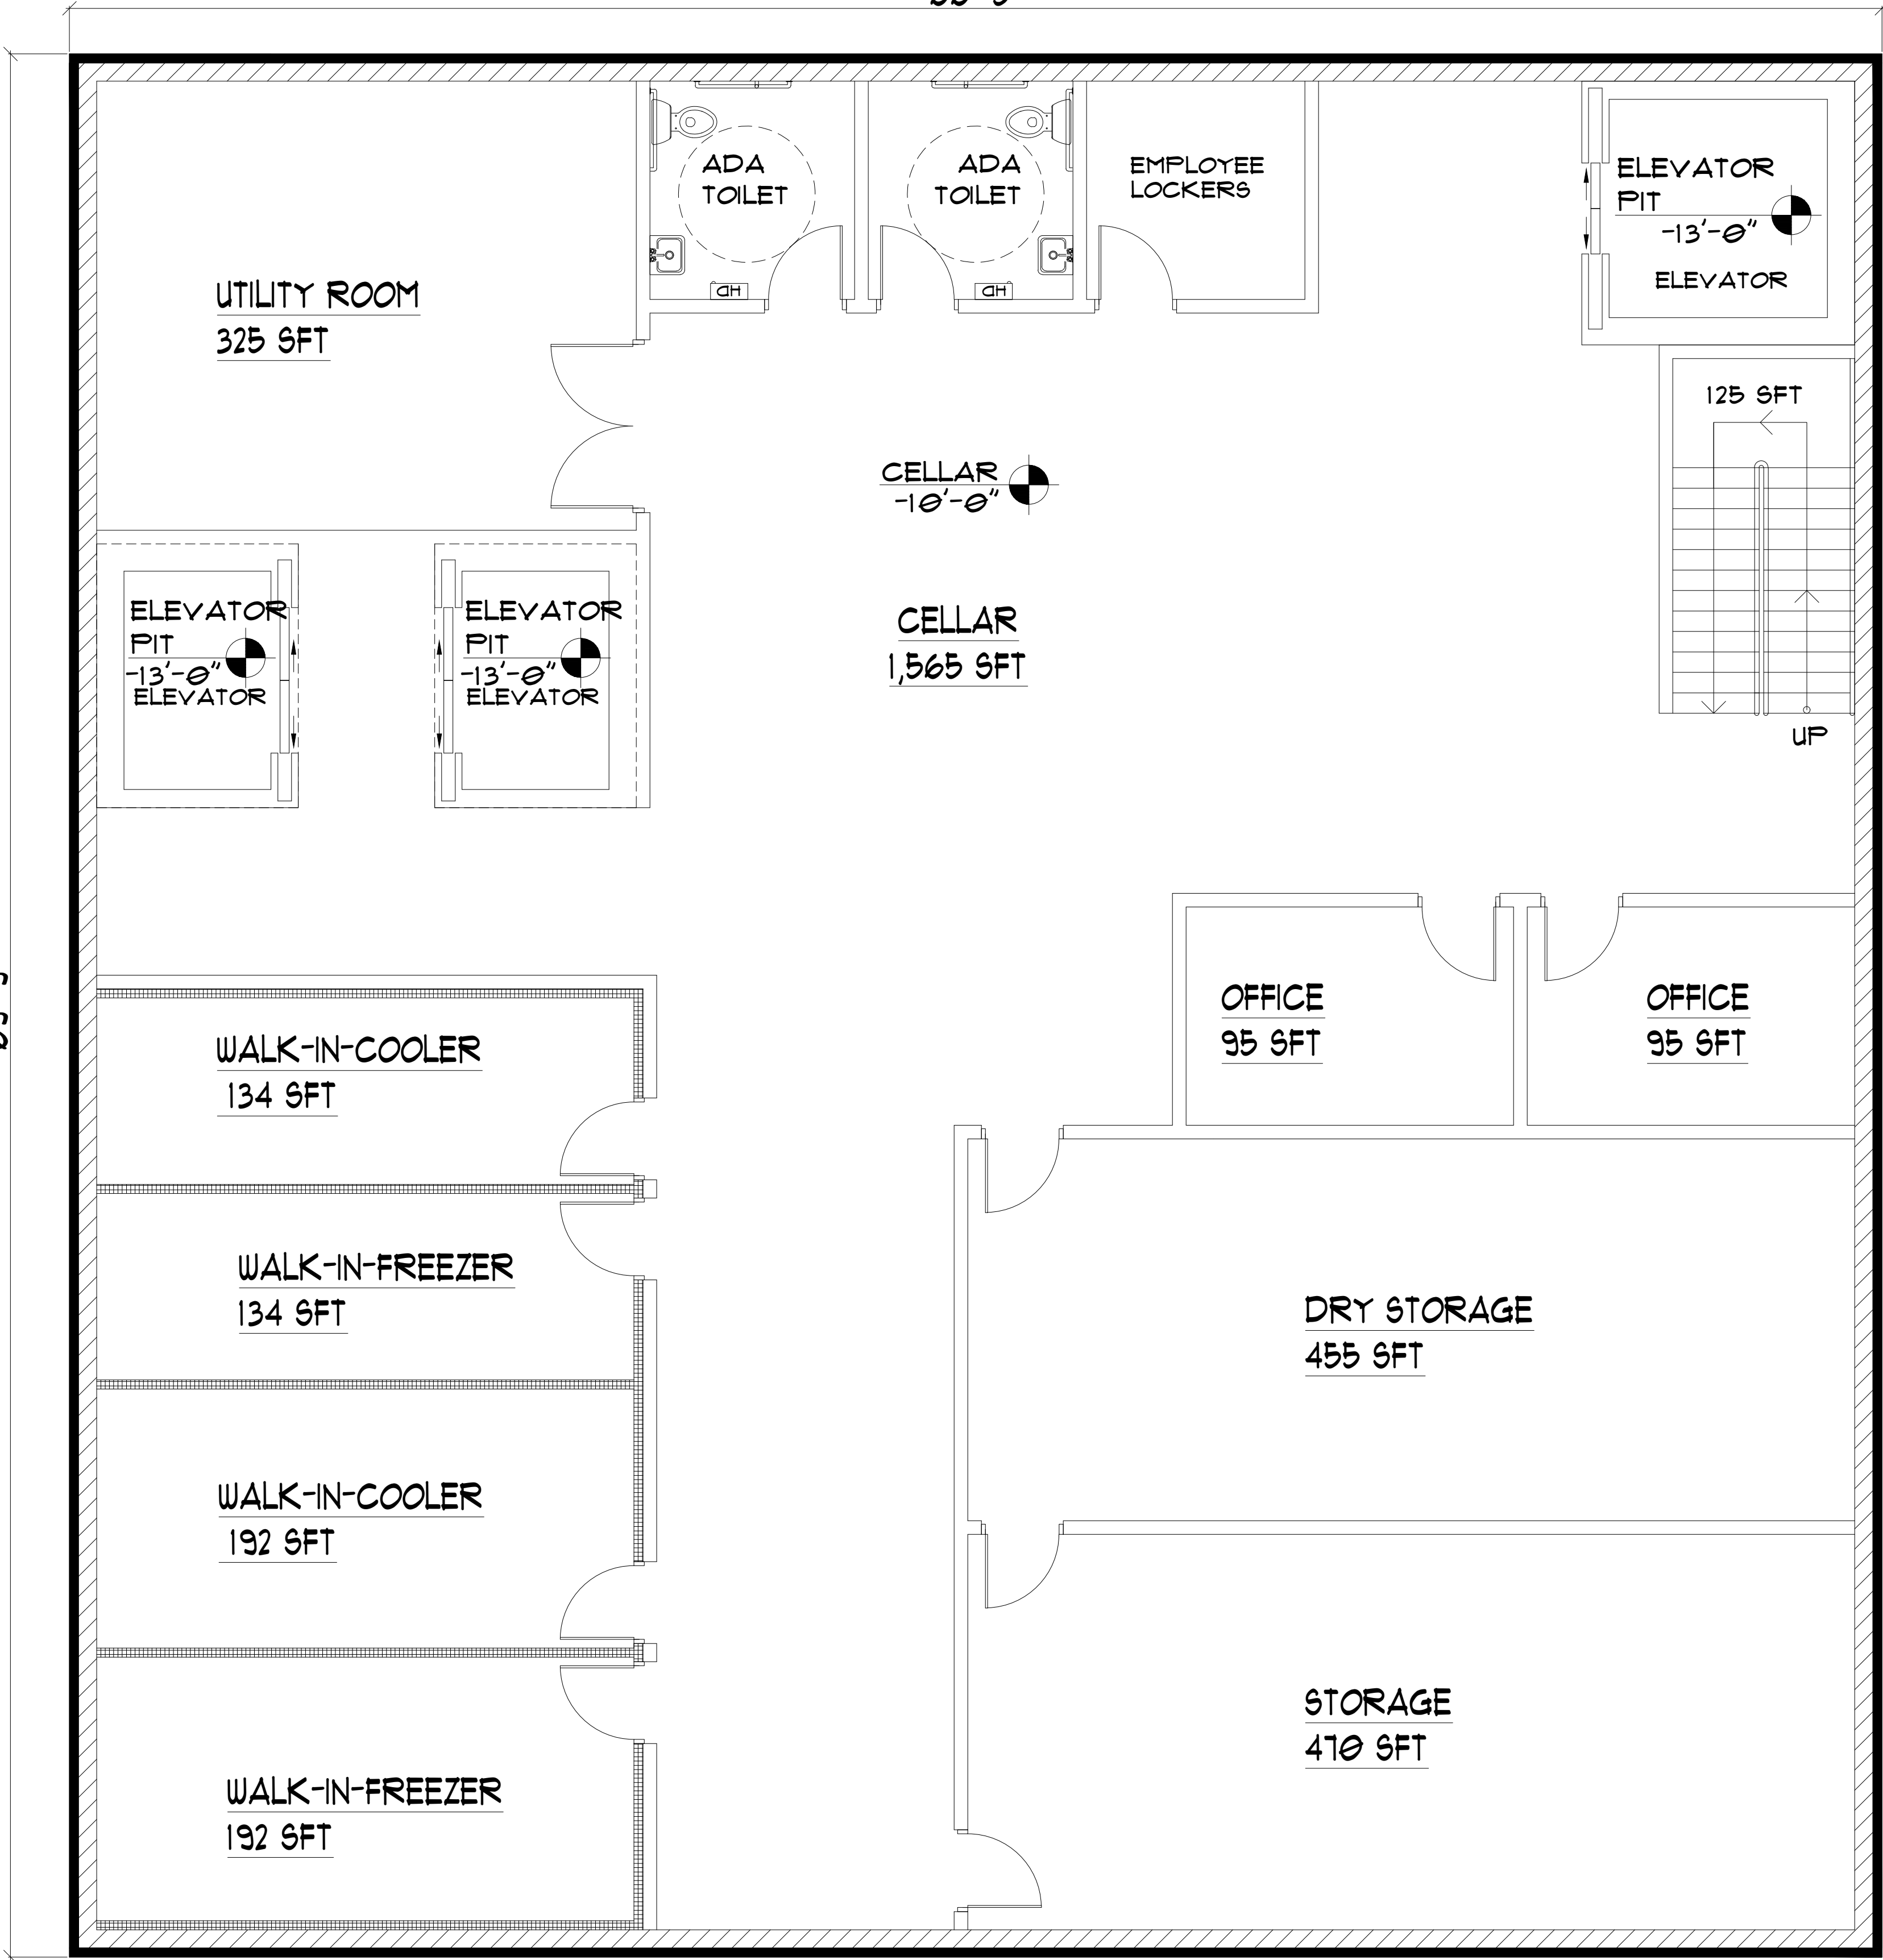 ADA
TOILET
ADA
TOILET
EMPLOYEE
LOCKERS
ELEVATOR
PIT
-13'-0"
ELEVATOR
HD
HD
UTILITY ROOM
325 SFT
125 SFT
CELLAR
-10'-0"
ELEVATOR
PIT
-13'-0"
ELEVATOR
ELEVATOR
PIT
-13'-0"
ELEVATOR
CELLAR
1,565 SFT
UP
OFFICE
95 SFT
OFFICE
95 SFT
WALK-IN-COOLER
134 SFT
WALK-IN-FREEZER
134 SFT
DRY STORAGE
455 SFT
WALK-IN-COOLER
192 SFT
STORAGE
470 SFT
WALK-IN-FREEZER
192 SFT